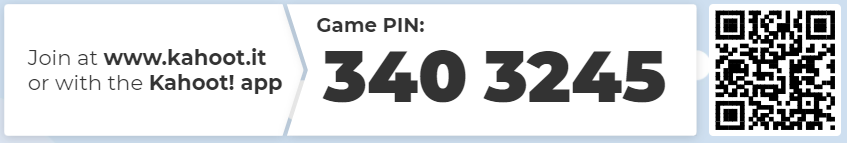 Join at www.kahoot.it
or with the Kahoot! app
Game PIN:
340 3245